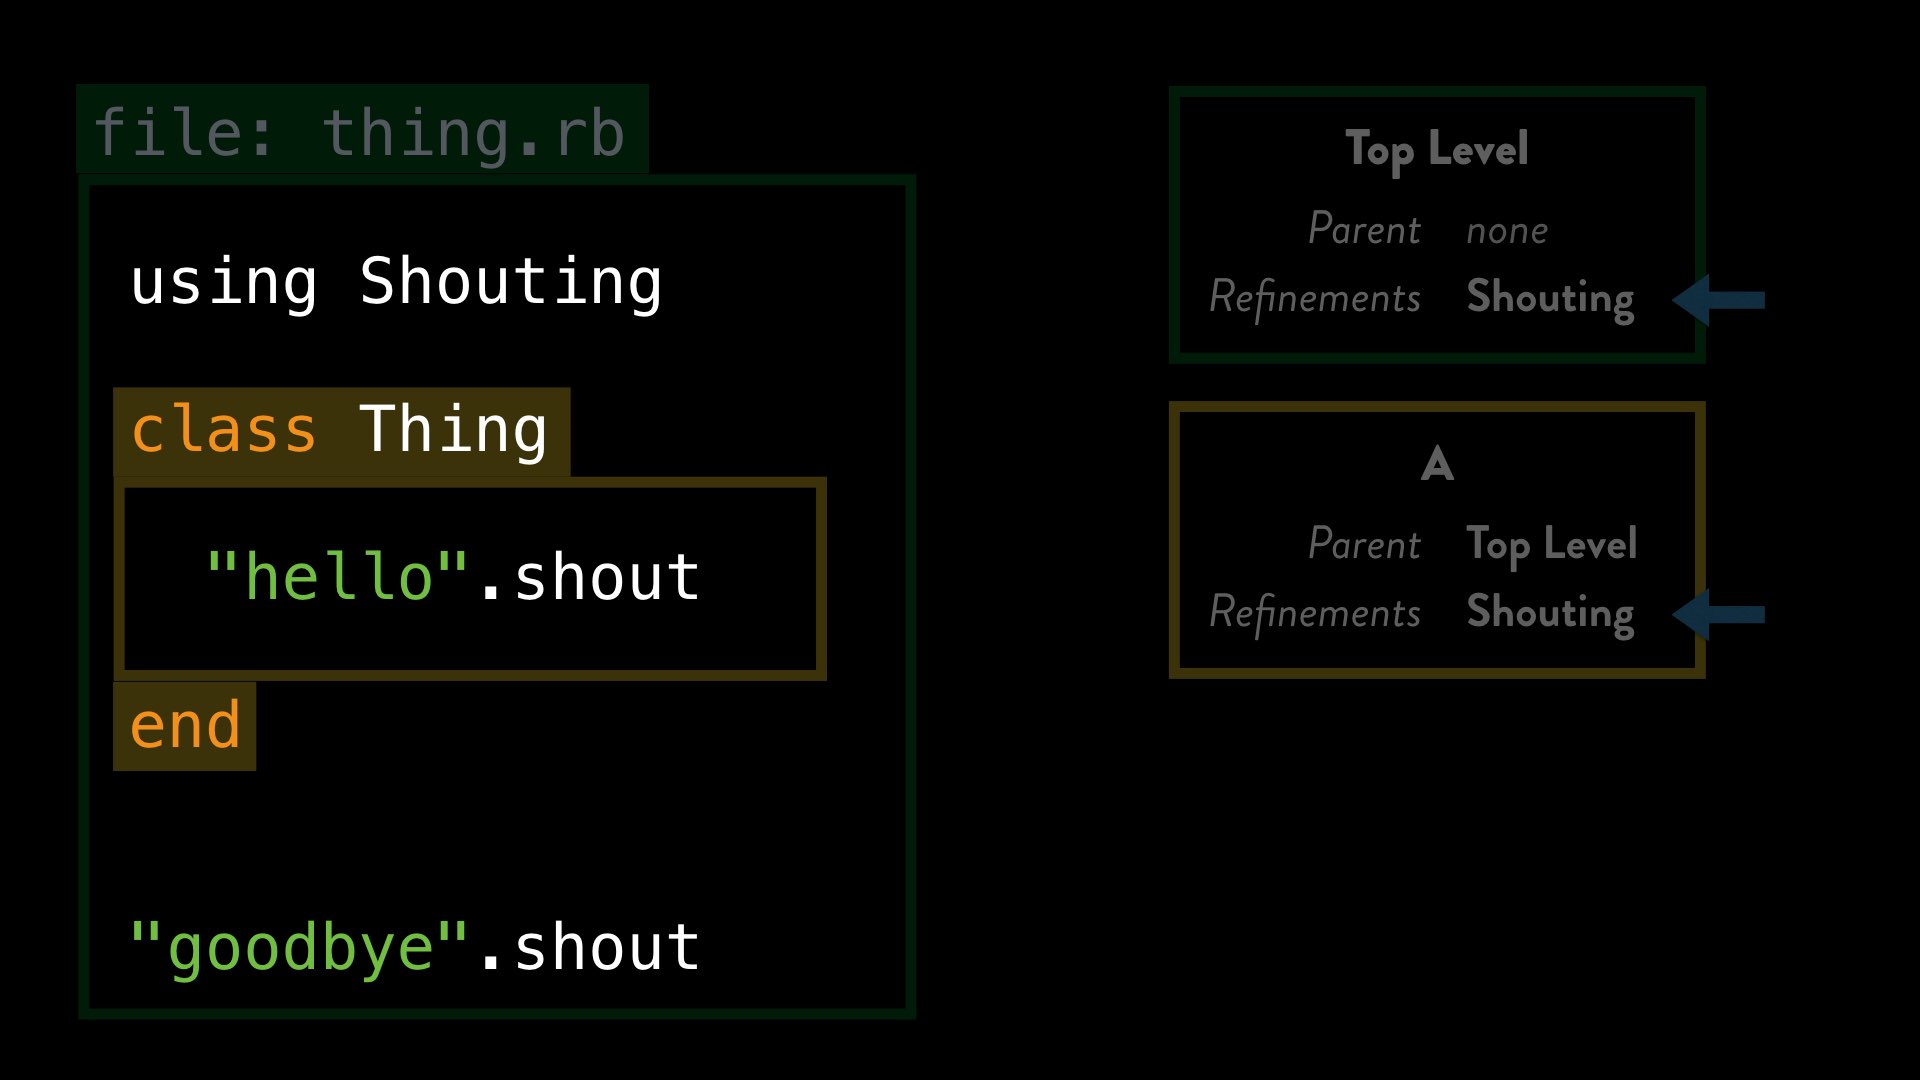 file: thing.rb
using Shouting
class Thing
"hello".shout
end
"goodbye".shout
Top Level
Parent none
Refinements Shouting
A
Parent Top Level
Refinements Shouting